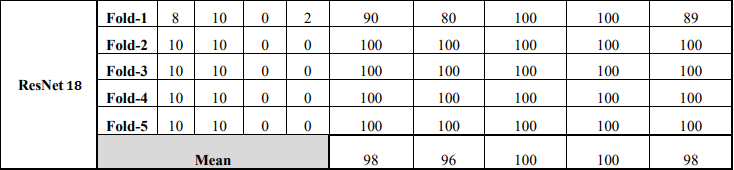 Fold-1 8 10 0 2 90 80 100 100 89
Fold-2 10 10 0 0 100 100 100 100 100
Fold-3 10 10 0 0 100 100 100 100 100
ResNet 18
Fold-4 10 10 0 0 100 100 100 100 100
Fold-5 10 10 0 0 100 100 100 100 100
Mean 98 96 100 100 98